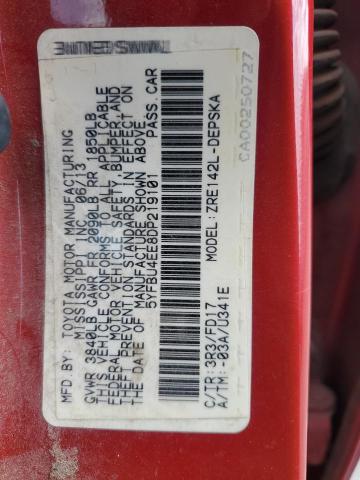 MFD. BY:
TOYOTA MOTOR MANUFACTURING
MISSISSIPPI INC. 06/13
GVWR 3840LB GAWR FR 2090LB RR 1850LB
THIS VEHICLE CONFORMS TO ALL APPLICABLE
FEDERAL MOTOR VEHICLE SAFETY, BUMPER, AND
THEFT PREVENTION STANDARDS IN EFFECT ON
THE DATE OF MANUFACTURE SHOWN ABOVE.
5YFBU4EE8DP219101 PASS. CAR
MODEL: ZRE142L-DEPSKA
C/TR: 3R3/FD17
A/TM: -03A/U341E
CA00250727